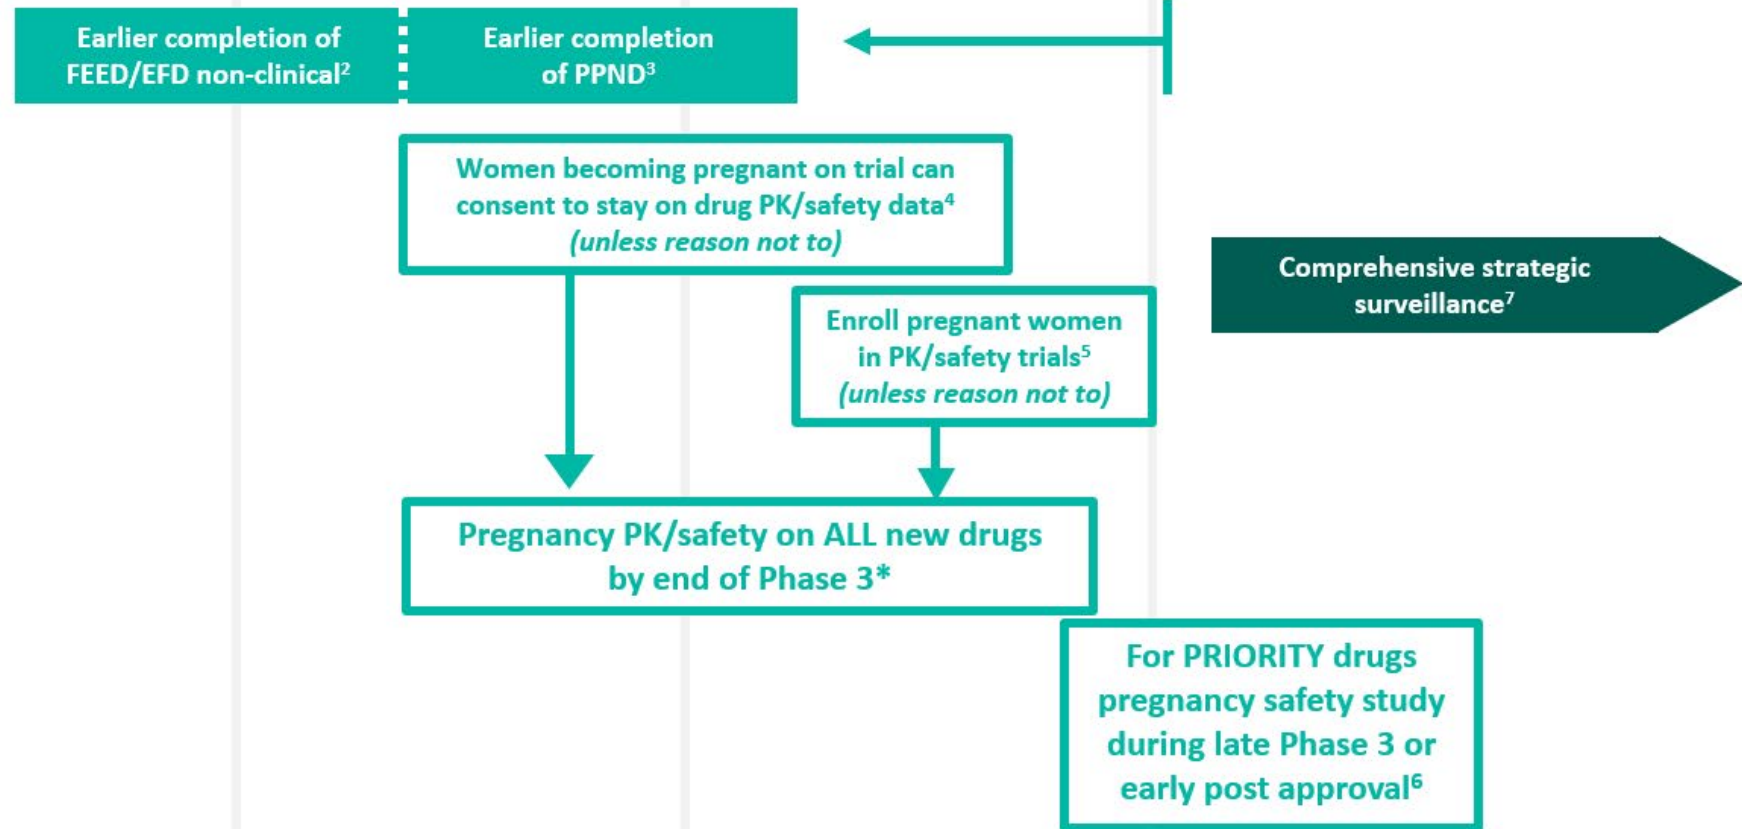 Earlier completion of
FEED/EFD non-clinical²
Earlier completion
of PPND³
Women becoming pregnant on trial can
consent to stay on drug PK/safety data⁴
(unless reason not to)
Enroll pregnant women
in PK/safety trials⁵
(unless reason not to)
Comprehensive strategic
surveillance⁷
Pregnancy PK/safety on ALL new drugs
by end of Phase 3*
For PRIORITY drugs
pregnancy safety study
during late Phase 3 or
early post approval⁶